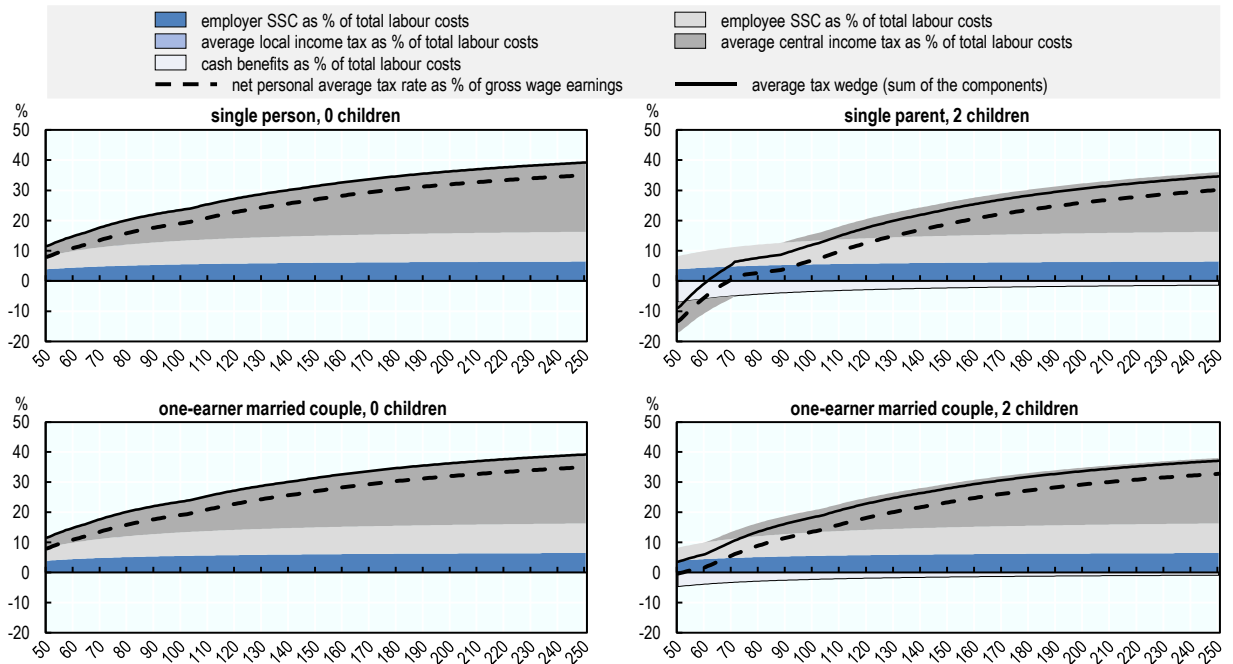 employer SSC as % of total labour costs
employee SSC as % of total labour costs
average local income tax as % of total labour costs
average central income tax as % of total labour costs
cash benefits as % of total labour costs
net personal average tax rate as % of gross wage earnings
average tax wedge (sum of the components)
%
single person, 0 children
50
40
30
20
10
0
-10
-20
50 60 70 80 90 100 110 120 130 140 150 160 170 180 190 200 210 220 230 240 250
%
single parent, 2 children
50
40
30
20
10
0
-10
-20
50 60 70 80 90 100 110 120 130 140 150 160 170 180 190 200 210 220 230 240 250
%
one-earner married couple, 0 children
50
40
30
20
10
0
-10
-20
50 60 70 80 90 100 110 120 130 140 150 160 170 180 190 200 210 220 230 240 250
%
one-earner married couple, 2 children
50
40
30
20
10
0
-10
-20
50 60 70 80 90 100 110 120 130 140 150 160 170 180 190 200 210 220 230 240 250